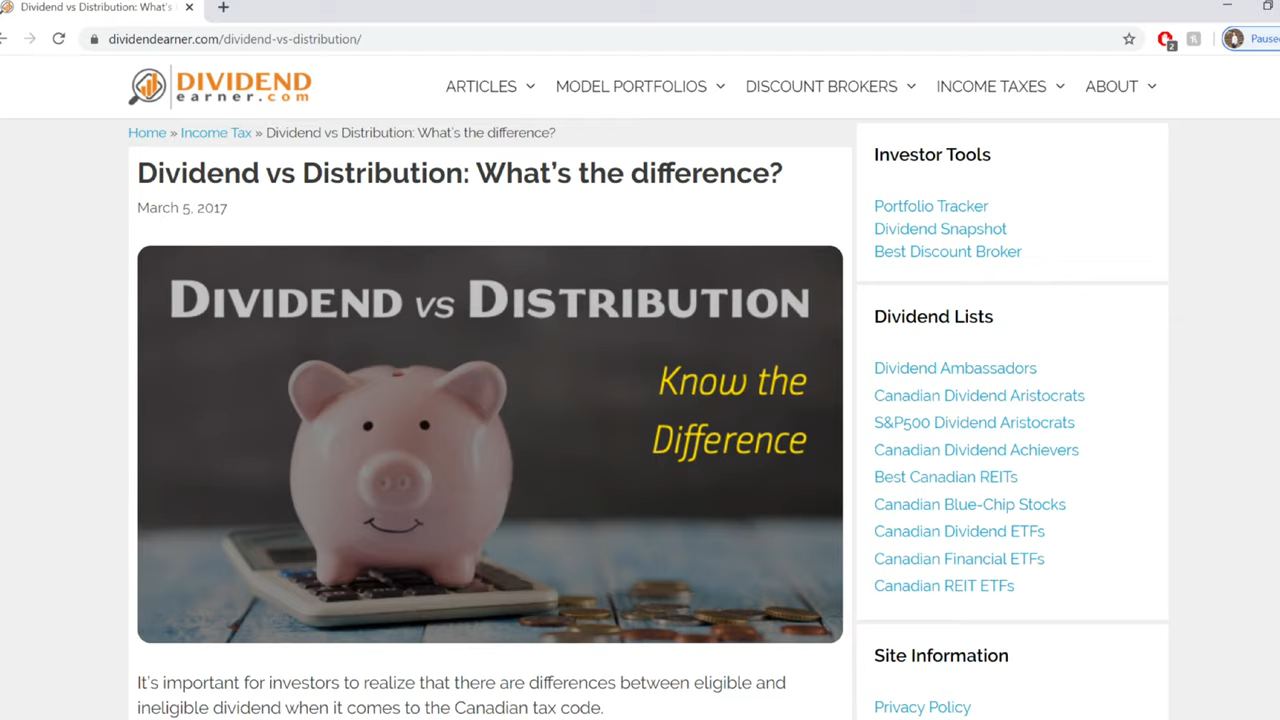 Dividend vs Distribution: What's
dividendearner.com/dividend-vs-distribution/
2
Paused
DIVIDEND
earner.com
ARTICLES
MODEL PORTFOLIOS
DISCOUNT BROKERS
INCOME TAXES
ABOUT
Home » Income Tax » Dividend vs Distribution: What's the difference?
Dividend vs Distribution: What's the difference?
March 5, 2017
DIVIDEND vs DISTRIBUTION
Know the
Difference
It's important for investors to realize that there are differences between eligible and
ineligible dividend when it comes to the Canadian tax code.
Investor Tools
Portfolio Tracker
Dividend Snapshot
Best Discount Broker
Dividend Lists
Dividend Ambassadors
Canadian Dividend Aristocrats
S&P500 Dividend Aristocrats
Canadian Dividend Achievers
Best Canadian REITs
Canadian Blue-Chip Stocks
Canadian Dividend ETFs
Canadian Financial ETFs
Canadian REIT ETFs
Site Information
Privacy Policy